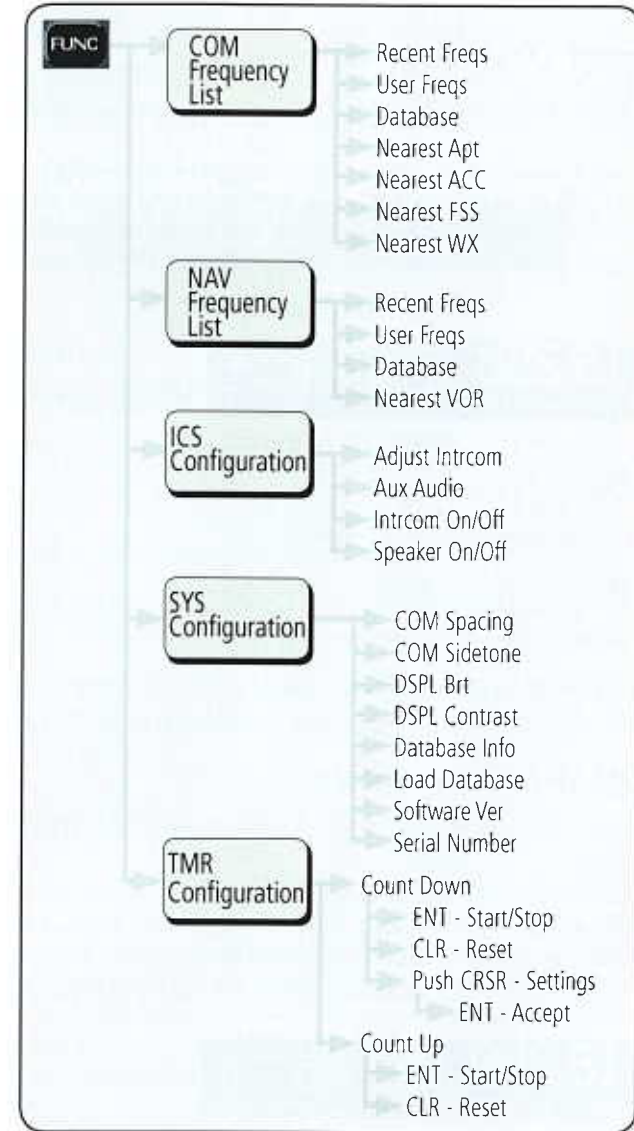 FUNC
COM
Frequency
List
Recent Freqs
User Freqs
Database
Nearest Apt
Nearest ACC
Nearest FSS
Nearest WX
NAV
Frequency
List
Recent Freqs
User Freqs
Database
Nearest VOR
ICS
Configuration
Adjust Intrcom
Aux Audio
Intrcom On/Off
Speaker On/Off
SYS
Configuration
COM Spacing
COM Sidetone
DSPL Brt
DSPL Contrast
Database Info
Load Database
Software Ver
Serial Number
TMR
Configuration
Count Down
ENT - Start/Stop
CLR - Reset
Push CRSR - Settings
ENT - Accept
Count Up
ENT - Start/Stop
CLR - Reset